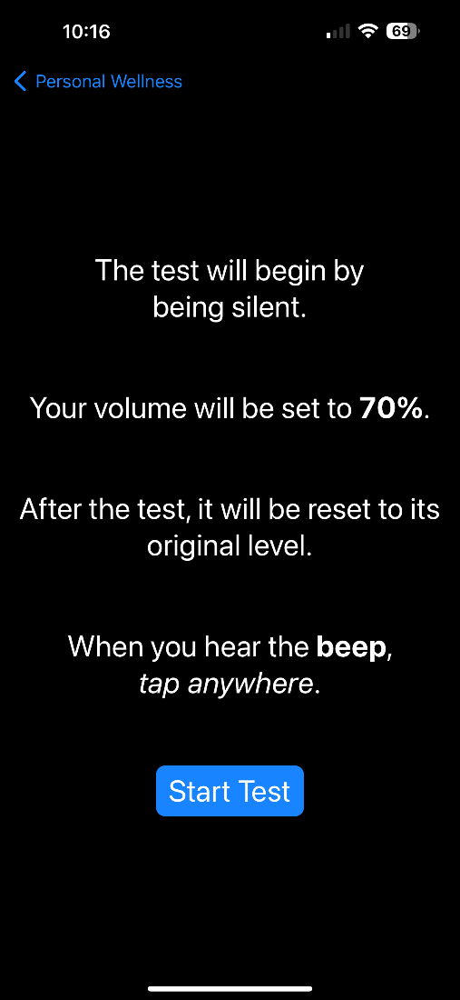 10:16
69
Personal Wellness
The test will begin by
being silent.
Your volume will be set to 70%.
After the test, it will be reset to its
original level.
When you hear the beep,
tap anywhere.
Start Test